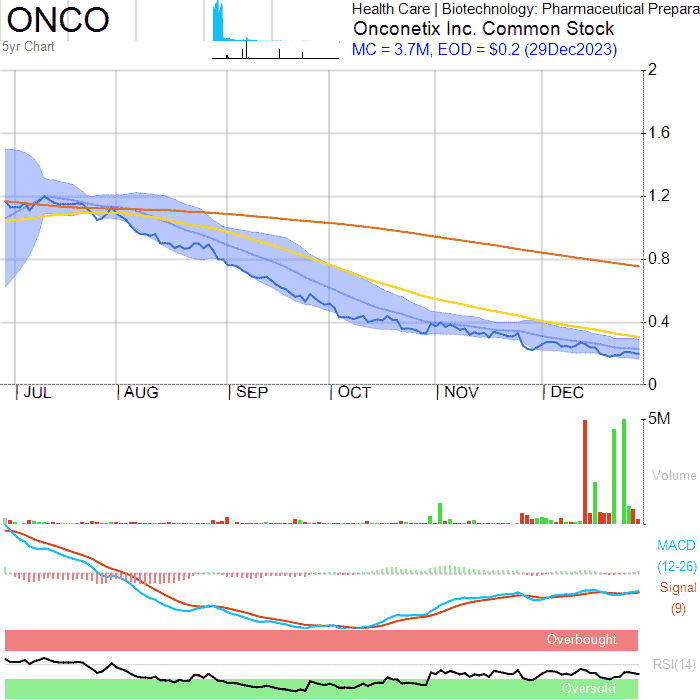 ONCO
5yr Chart
Health Care | Biotechnology: Pharmaceutical Prepara
Onconetix Inc. Common Stock
MC = 3.7M, EOD = $0.2 (29Dec2023)
2
1.6
1.2
0.8
0.4
0
JUL AUG SEP OCT NOV DEC
5M
Volume
MACD
(12-26)
Signal
(9)
Overbought
RSI(14)
Oversold